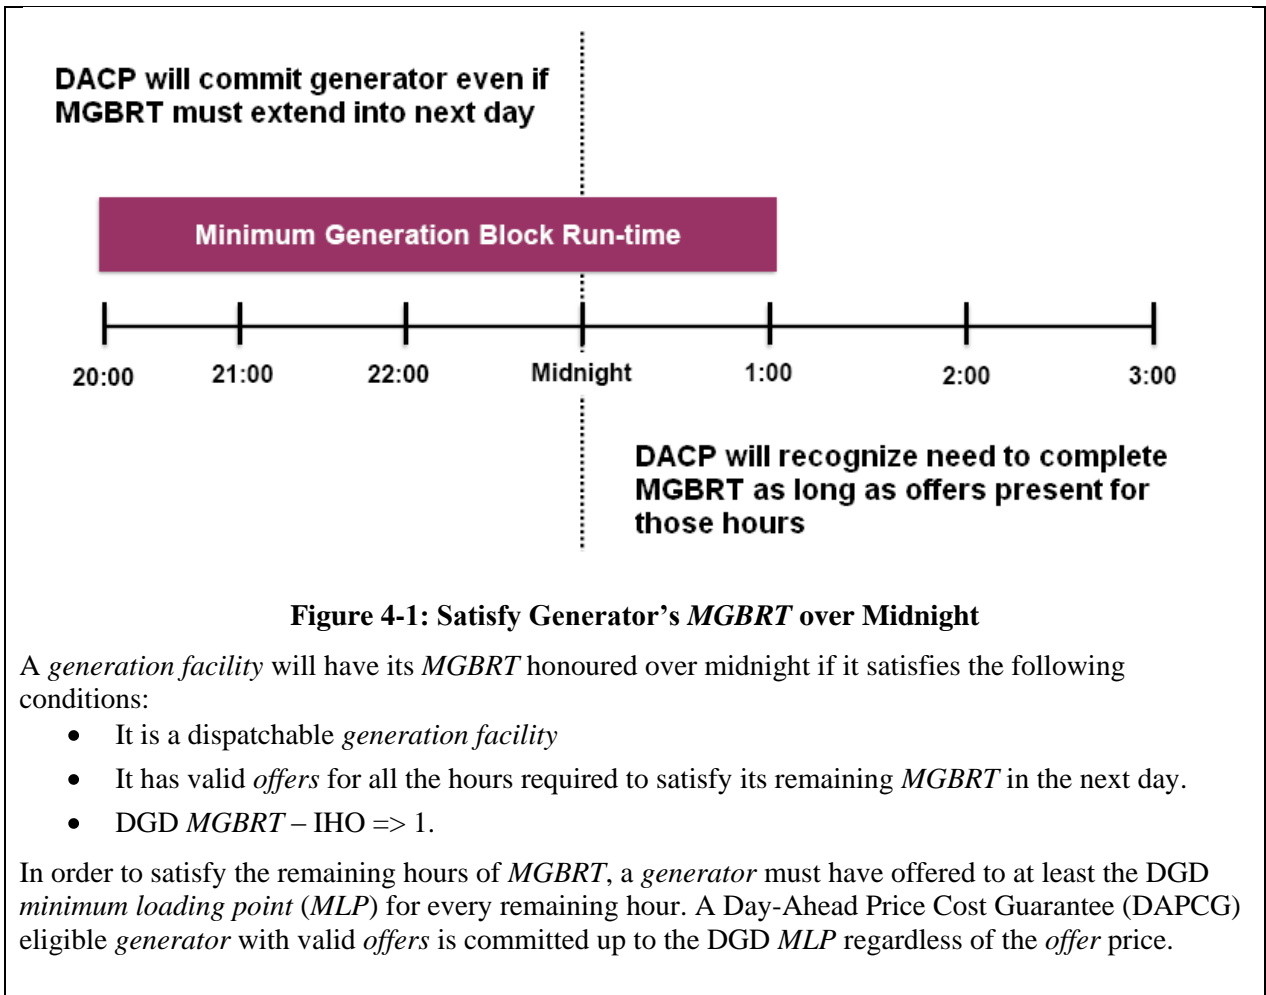 DACP will commit generator even if
MGBRT must extend into next day
Minimum Generation Block Run-time
20:00 21:00 22:00 Midnight 1:00 2:00 3:00
DACP will recognize need to complete
MGBRT as long as offers present for
those hours
Figure 4-1: Satisfy Generator’s MGBRT over Midnight
A generation facility will have its MGBRT honoured over midnight if it satisfies the following
conditions:
• It is a dispatchable generation facility
• It has valid offers for all the hours required to satisfy its remaining MGBRT in the next day.
• DGD MGBRT – IHO => 1.
In order to satisfy the remaining hours of MGBRT, a generator must have offered to at least the DGD
minimum loading point (MLP) for every remaining hour. A Day-Ahead Price Cost Guarantee (DAPCG)
eligible generator with valid offers is committed up to the DGD MLP regardless of the offer price.